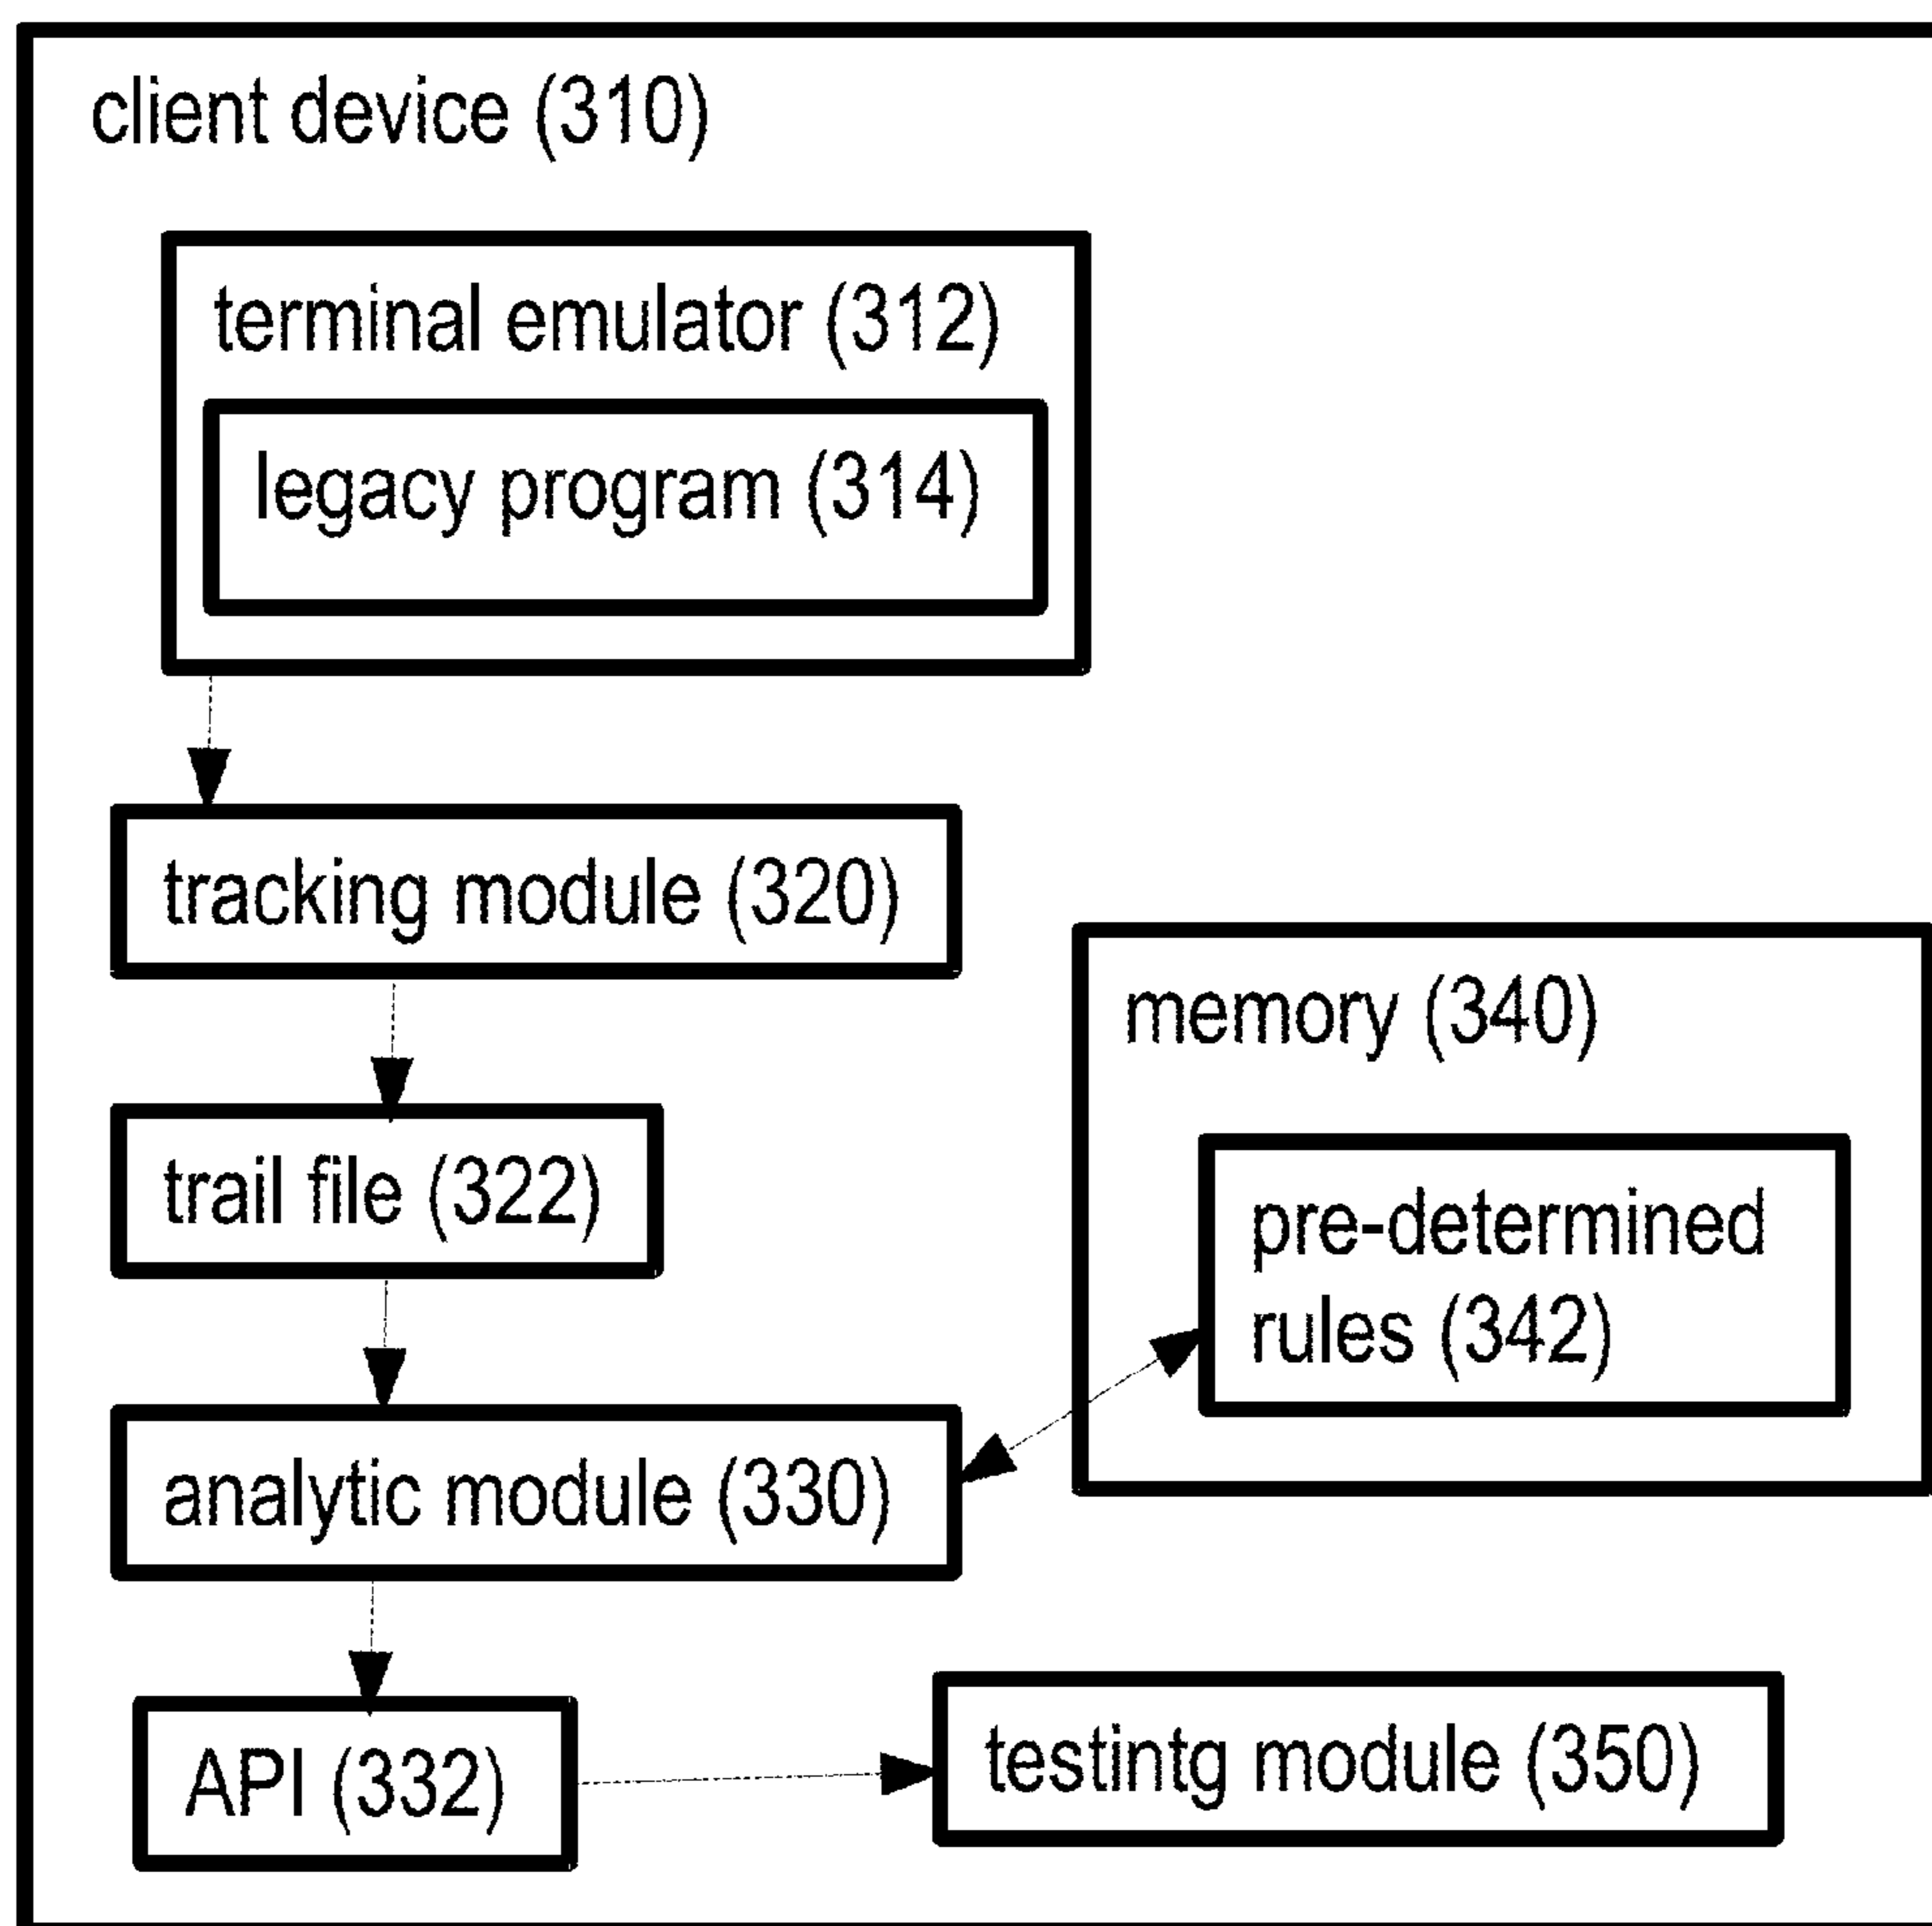 client device (310)
terminal emulator (312)
legacy program (314)
tracking module (320)
memory (340)
trail file (322)
pre-determined
rules (342)
analytic module (330)
API (332)
testintg module (350)